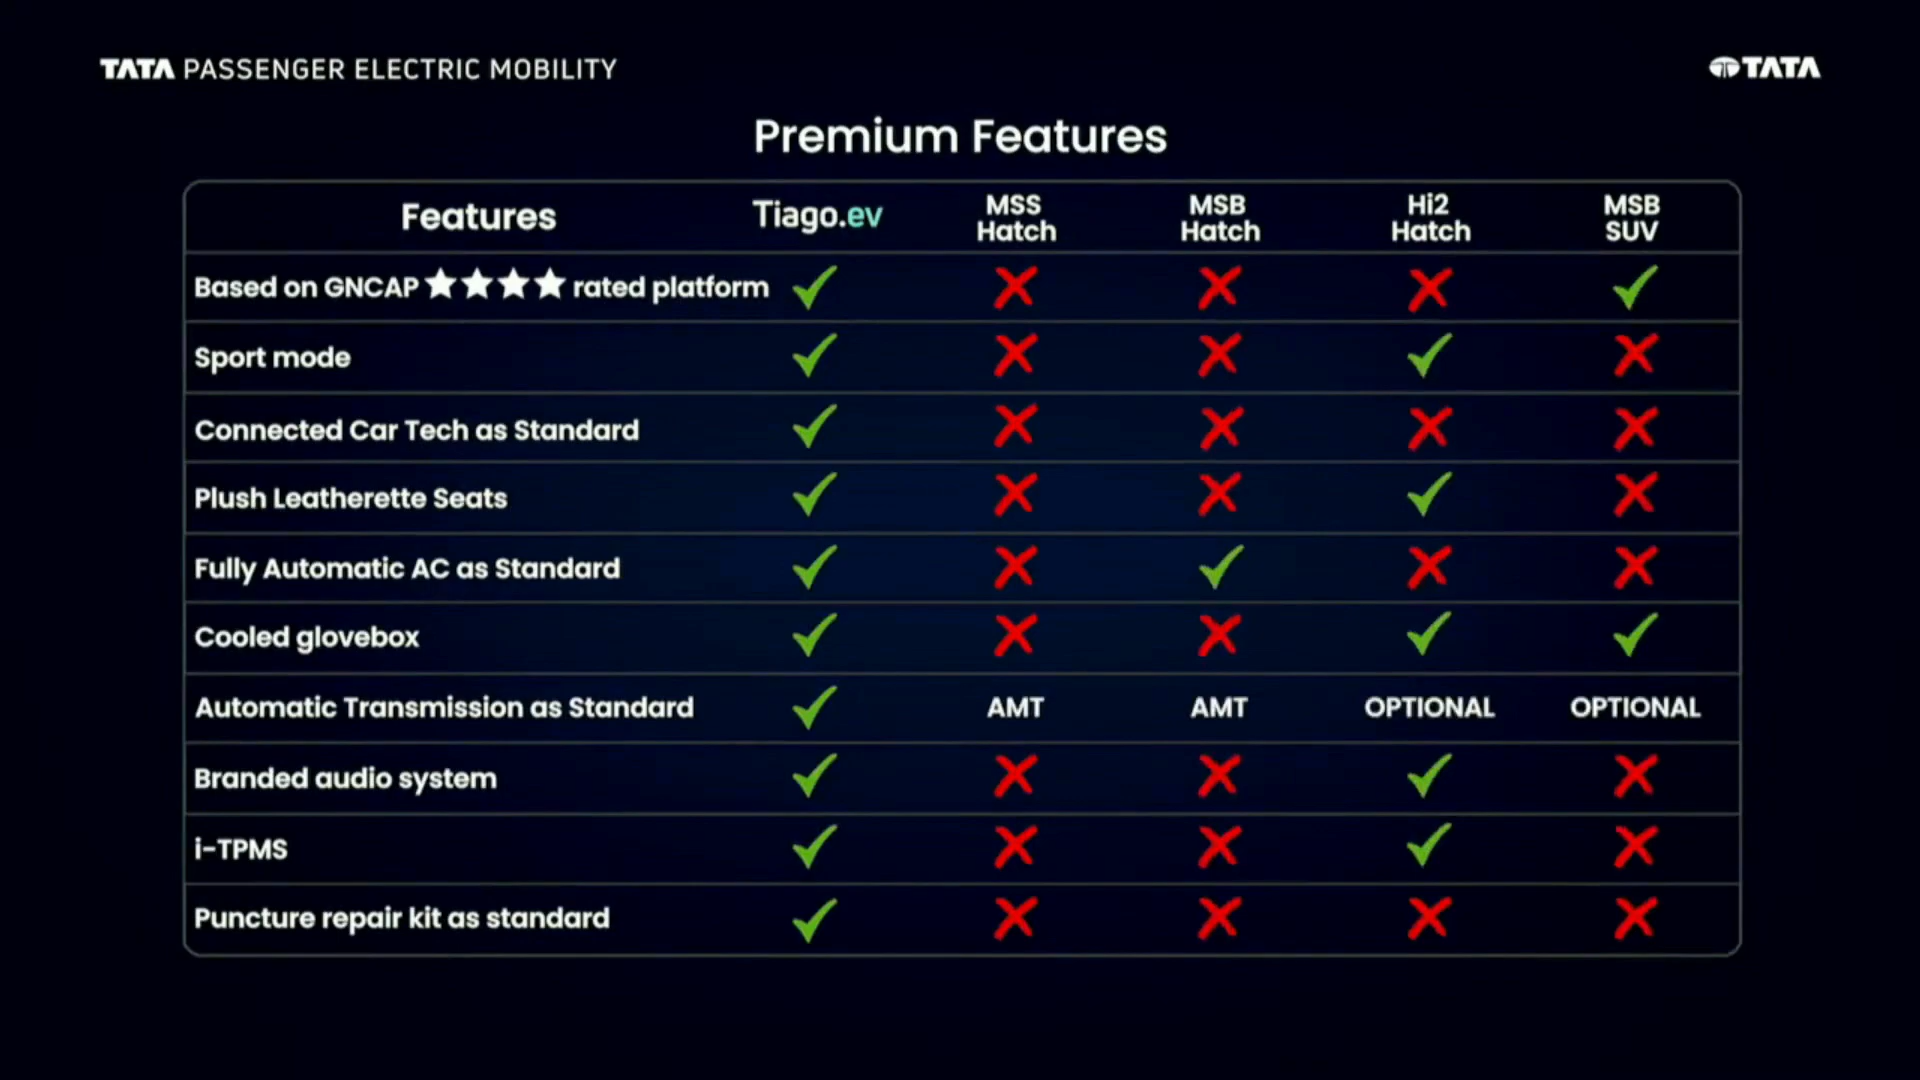 TATA PASSENGER ELECTRIC MOBILITY
TATA
Premium Features
Features Tiago.ev MSS Hatch MSB Hatch Hi2 Hatch MSB SUV
Based on GNCAP ★★★★ rated platform
Sport mode
Connected Car Tech as Standard
Plush Leatherette Seats
Fully Automatic AC as Standard
Cooled glovebox
Automatic Transmission as Standard AMT AMT OPTIONAL OPTIONAL
Branded audio system
i-TPMS
Puncture repair kit as standard